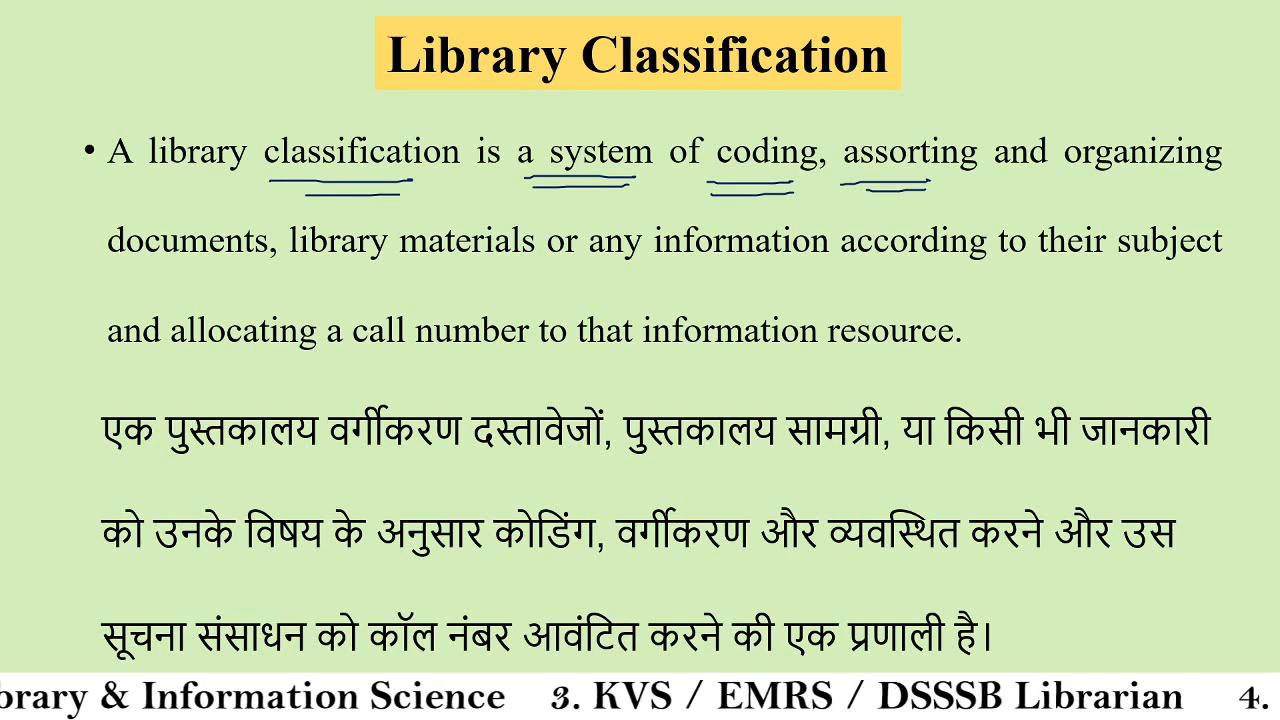 Library Classification
• A library classification is a system of coding, assorting and organizing
documents, library materials or any information according to their subject
and allocating a call number to that information resource.
एक पुस्तकालय वर्गीकरण दस्तावेजों, पुस्तकालय सामग्री, या किसी भी जानकारी
को उनके विषय के अनुसार कोडिंग, वर्गीकरण और व्यवस्थित करने और उस
सूचना संसाधन को कॉल नंबर आवंटित करने की एक प्रणाली है।
brary & Information Science 3. KVS / EMRS / DSSSB Librarian 4.